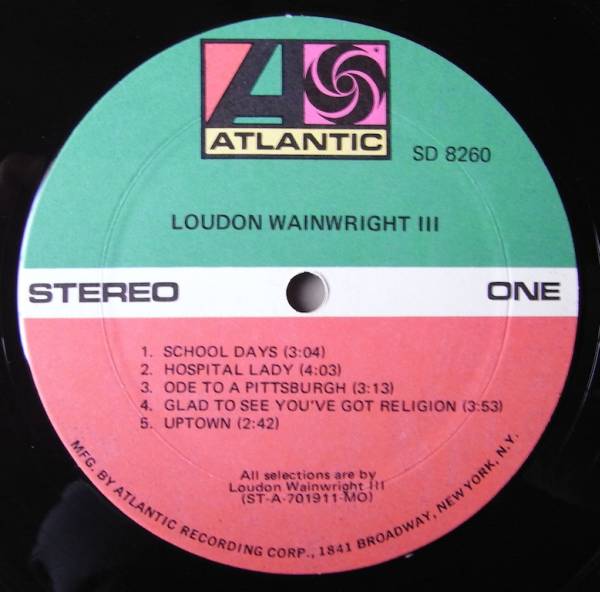 ATLANTIC
SD 8260
LOUDON WAINWRIGHT III
STEREO ONE
1. SCHOOL DAYS (3:04)
2. HOSPITAL LADY (4:03)
3. ODE TO A PITTSBURGH (3:13)
4. GLAD TO SEE YOU'VE GOT RELIGION (3:53)
5. UPTOWN (2:42)
All selections are by
Loudon Wainwright III
(ST-A-701911-MO)
MFG. BY ATLANTIC RECORDING CORP., 1841 BROADWAY, NEW YORK, N.Y.